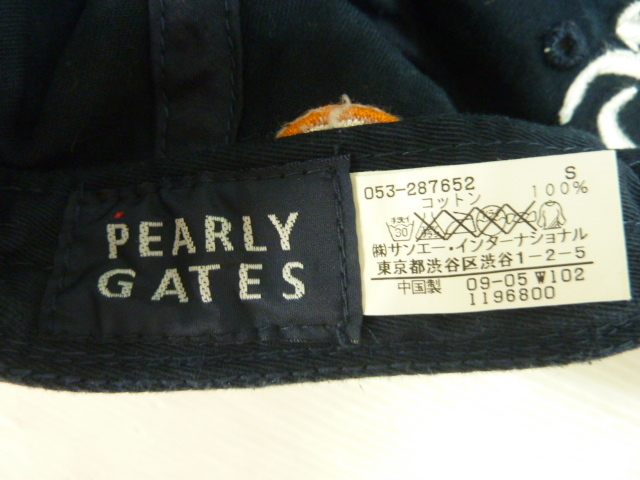 PEARLY
GATES
S
053-287652
コットン 100%
㈱サンエー・インターナショナル
東京都渋谷区渋谷1-2-5
中国製 09-05 W102
1196800